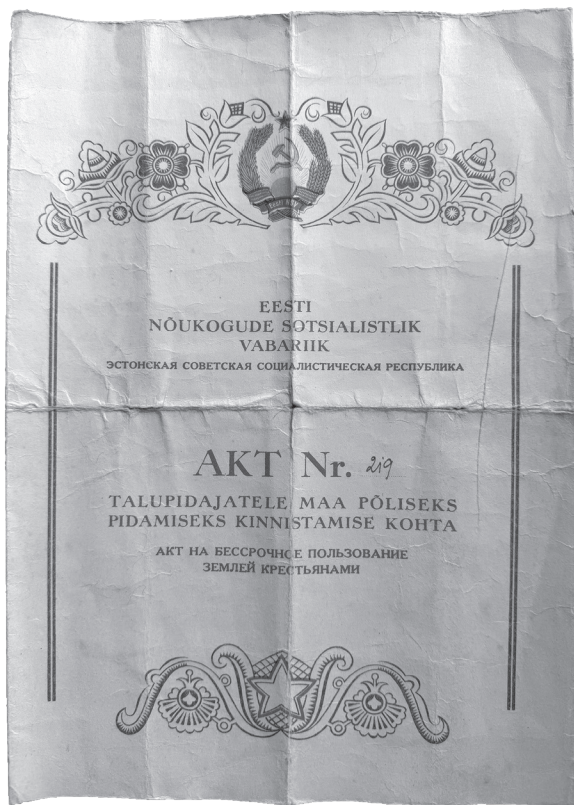 EESTI
NÕUKOGUDE SOTSIALISTLIK
VABARIIK
ЭСТОНСКАЯ СОВЕТСКАЯ СОЦИАЛИСТИЧЕСКАЯ РЕСПУБЛИКА
AKT Nr. 219
TALUPIDAJATELE MAA PÕLISEKS
PIDAMISEKS KINNISTAMISE KOHTA
АКТ НА БЕССРОЧНОЕ ПОЛЬЗОВАНИЕ
ЗЕМЛЕЙ КРЕСТЬЯНАМИ